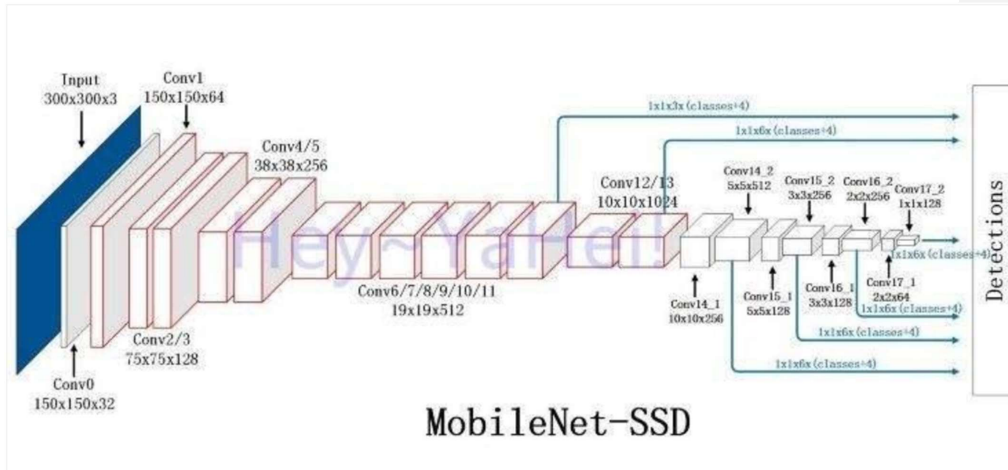 Input
300x300x3
Conv1
150x150x64
Conv4/5
38x38x256
1x1x3x(classes+4)
1x1x6x(classes+4)
Conv12/13
10x10x1024
Conv14_2
5x5x512
Conv15_2
3x3x256
Conv16_2
2x2x256
Conv17_2
1x1x128
Hey~YaHei!
1x1x6x(classes+4)
Detections
Conv6/7/8/9/10/11
19x19x512
Conv14_1
10x10x256
Conv15_1
5x5x128
Conv16_1
3x3x128
Conv17_1
2x2x64
1x1x6x(classes+4)
1x1x6x(classes+4)
1x1x6x(classes+4)
Conv2/3
75x75x128
Conv0
150x150x32
MobileNet-SSD